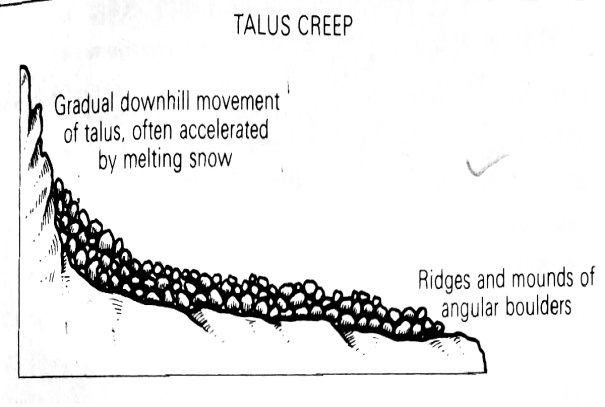 TALUS CREEP
Gradual downhill movement
of talus, often accelerated
by melting snow
Ridges and mounds of
angular boulders